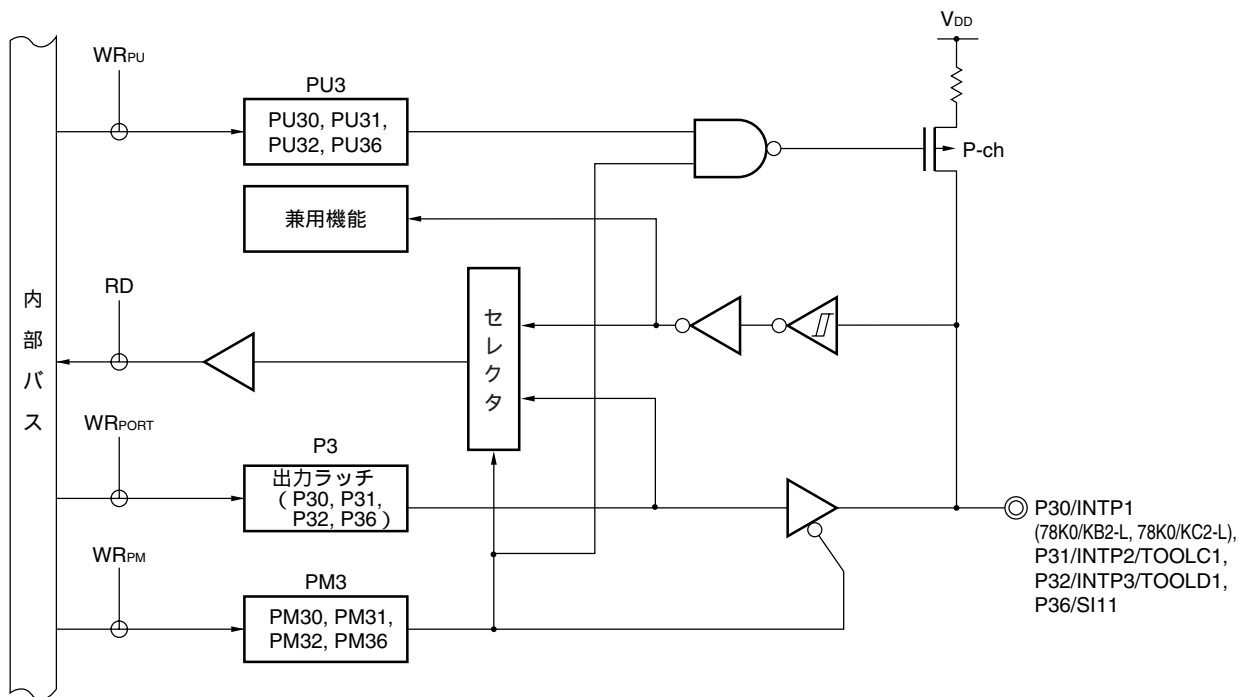 VDD
WRPU
PU3
PU30, PU31,
PU32, PU36
P-ch
兼用機能
RD
セレクタ
内部バス
WRPORT
P3
出力ラッチ
（P30, P31,
P32, P36）
WRPM
PM3
PM30, PM31,
PM32, PM36
P30/INTP1
(78K0/KB2-L, 78K0/KC2-L),
P31/INTP2/TOOLC1,
P32/INTP3/TOOLD1,
P36/SI11